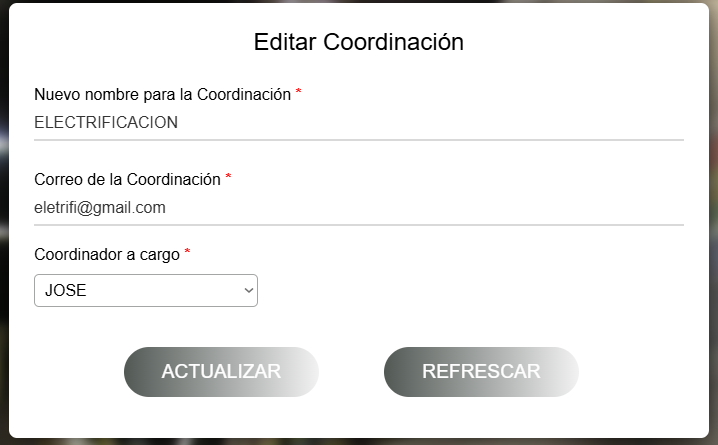 Editar Coordinación
Nuevo nombre para la Coordinación *
ELECTRIFICACION
Correo de la Coordinación *
eletrifi@gmail.com
Coordinador a cargo *
JOSE
ACTUALIZAR REFRESCAR